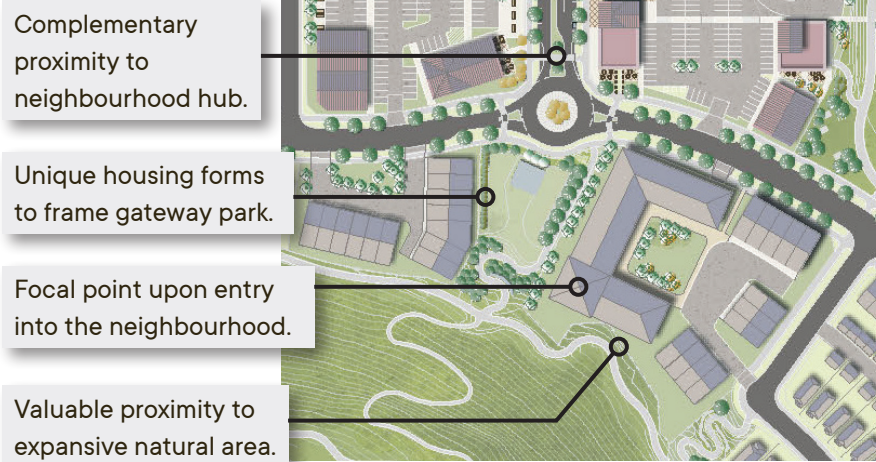 Complementary
proximity to
neighbourhood hub.
Unique housing forms
to frame gateway park.
Focal point upon entry
into the neighbourhood.
Valuable proximity to
expansive natural area.